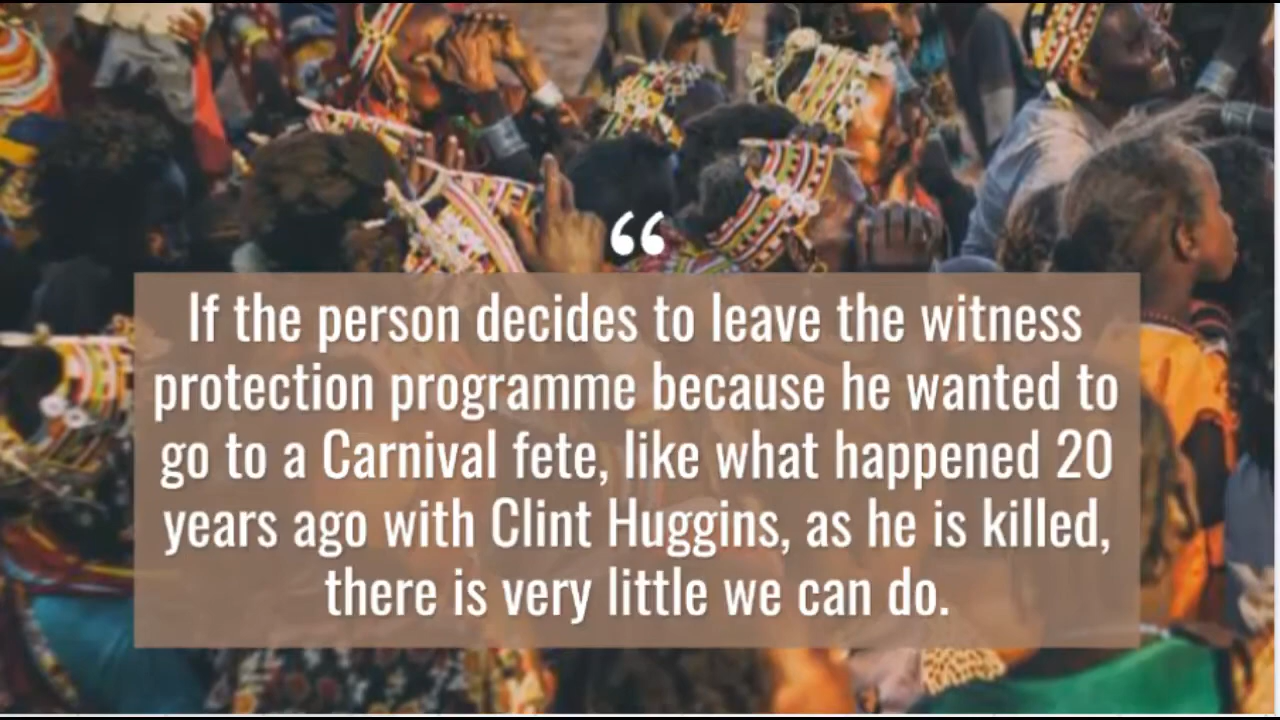 “
If the person decides to leave the witness
protection programme because he wanted to
go to a Carnival fete, like what happened 20
years ago with Clint Huggins, as he is killed,
there is very little we can do.